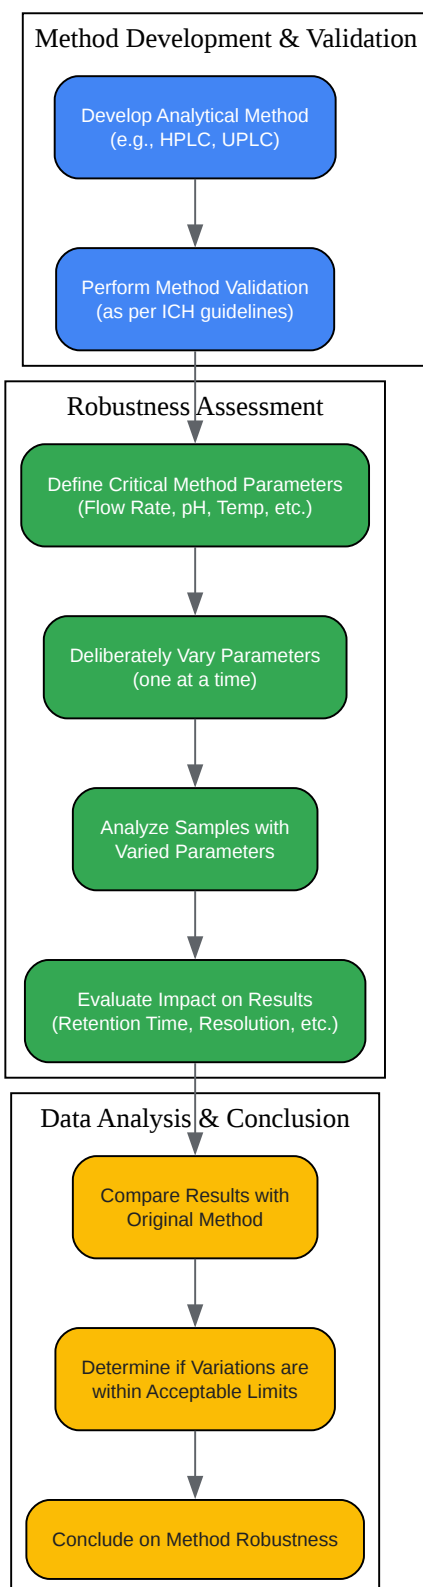 Method Development & Validation
Develop Analytical Method
(e.g., HPLC, UPLC)
Perform Method Validation
(as per ICH guidelines)
Robustness Assessment
Define Critical Method Parameters
(Flow Rate, pH, Temp, etc.)
Deliberately Vary Parameters
(one at a time)
Analyze Samples with
Varied Parameters
Evaluate Impact on Results
(Retention Time, Resolution, etc.)
Data Analysis & Conclusion
Compare Results with
Original Method
Determine if Variations are
within Acceptable Limits
Conclude on Method Robustness